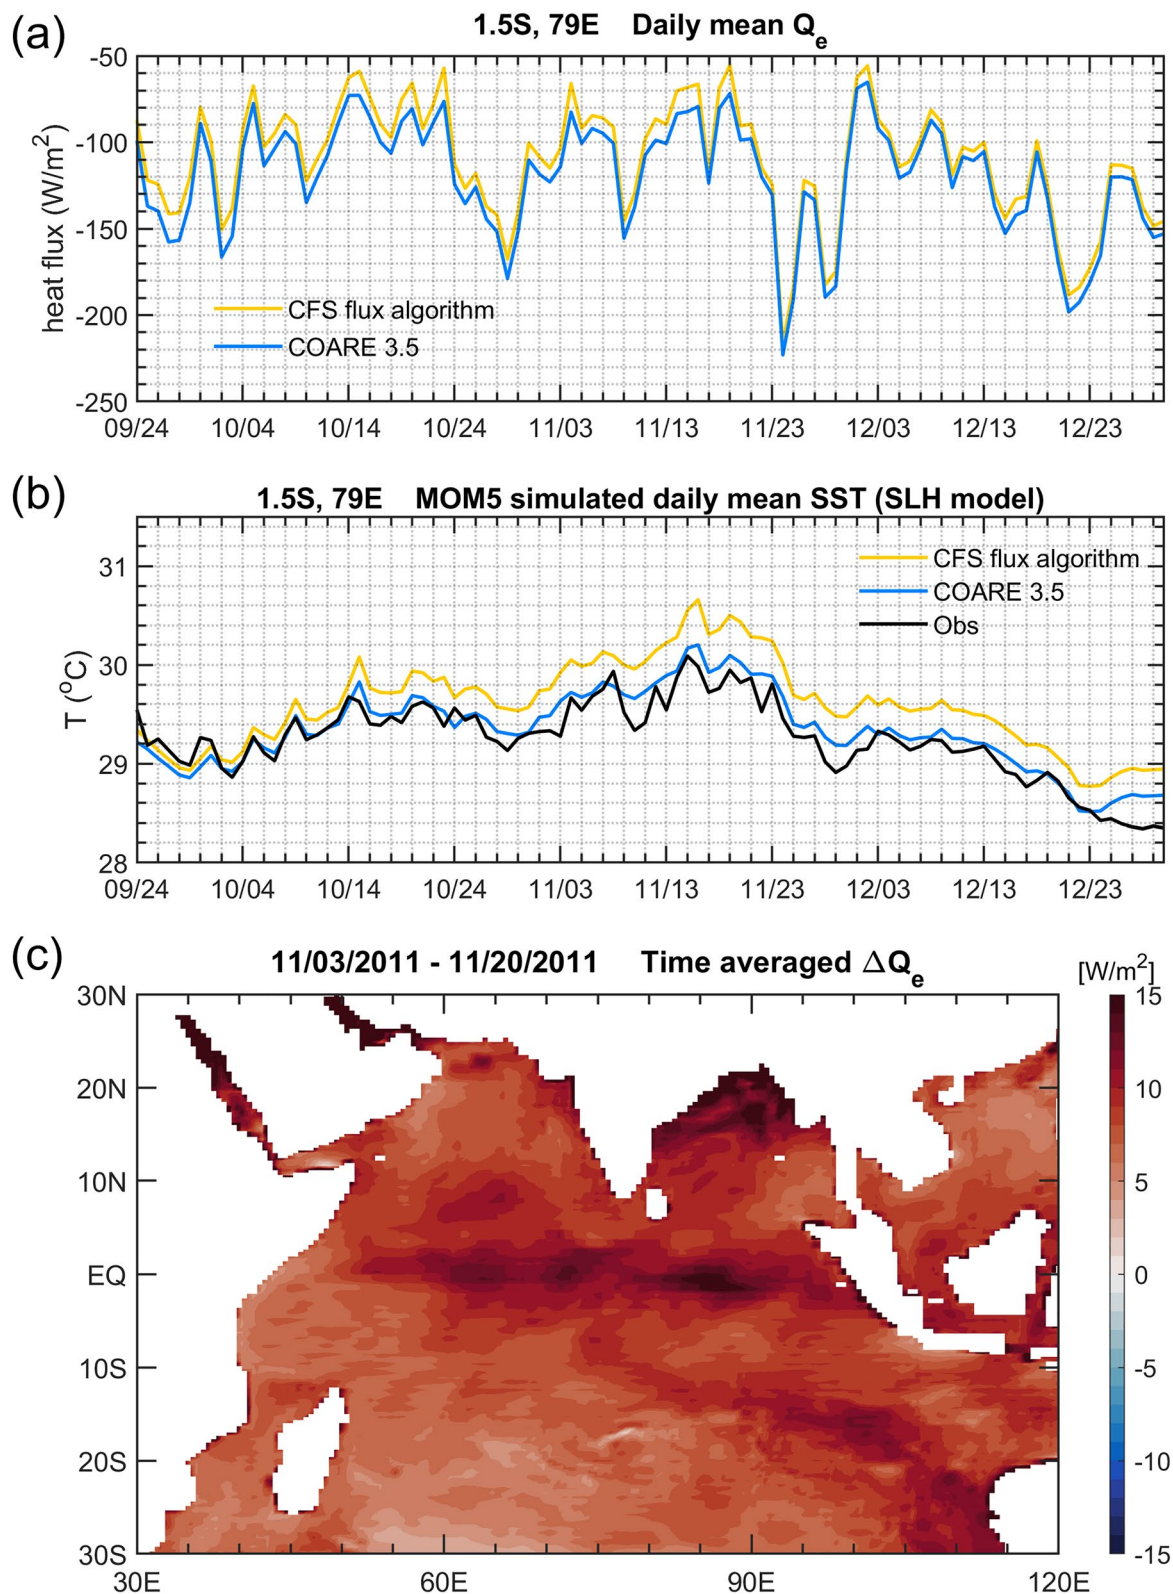 (a)
1.5S, 79E Daily mean Qe
heat flux (W/m²)
-50
-100
-150
-200
-250
CFS flux algorithm
COARE 3.5
09/24 10/04 10/14 10/24 11/03 11/13 11/23 12/03 12/13 12/23
(b)
1.5S, 79E MOM5 simulated daily mean SST (SLH model)
T (°C)
31
30
29
28
CFS flux algorithm
COARE 3.5
Obs
09/24 10/04 10/14 10/24 11/03 11/13 11/23 12/03 12/13 12/23
(c)
11/03/2011 - 11/20/2011 Time averaged ΔQe
[W/m²]
30N
20N
10N
EQ
10S
20S
30S
30E 60E 90E 120E
15
10
5
0
-5
-10
-15